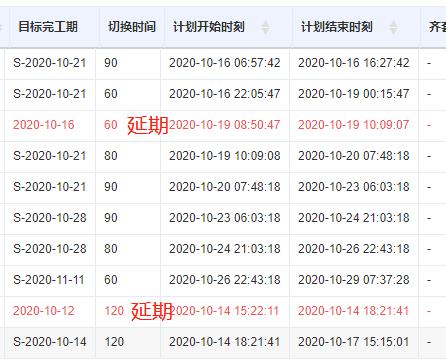 目标完工期 切换时间 计划开始时刻 计划结束时刻 齐套
S-2020-10-21 90 2020-10-16 06:57:42 2020-10-16 16:27:42 -
S-2020-10-21 60 2020-10-16 22:05:47 2020-10-19 00:15:47 -
2020-10-16 60 延期 2020-10-19 08:50:47 2020-10-19 10:09:07 -
S-2020-10-21 80 2020-10-19 10:09:08 2020-10-20 07:48:18 -
S-2020-10-21 90 2020-10-20 07:48:18 2020-10-23 06:03:18 -
S-2020-10-28 90 2020-10-23 06:03:18 2020-10-24 21:03:18 -
S-2020-10-28 80 2020-10-24 21:03:18 2020-10-26 22:43:18 -
S-2020-11-11 60 2020-10-26 22:43:18 2020-10-29 07:37:28 -
2020-10-12 120 延期 2020-10-14 15:22:11 2020-10-14 18:21:41 -
S-2020-10-14 120 2020-10-14 18:21:41 2020-10-17 15:15:01 -